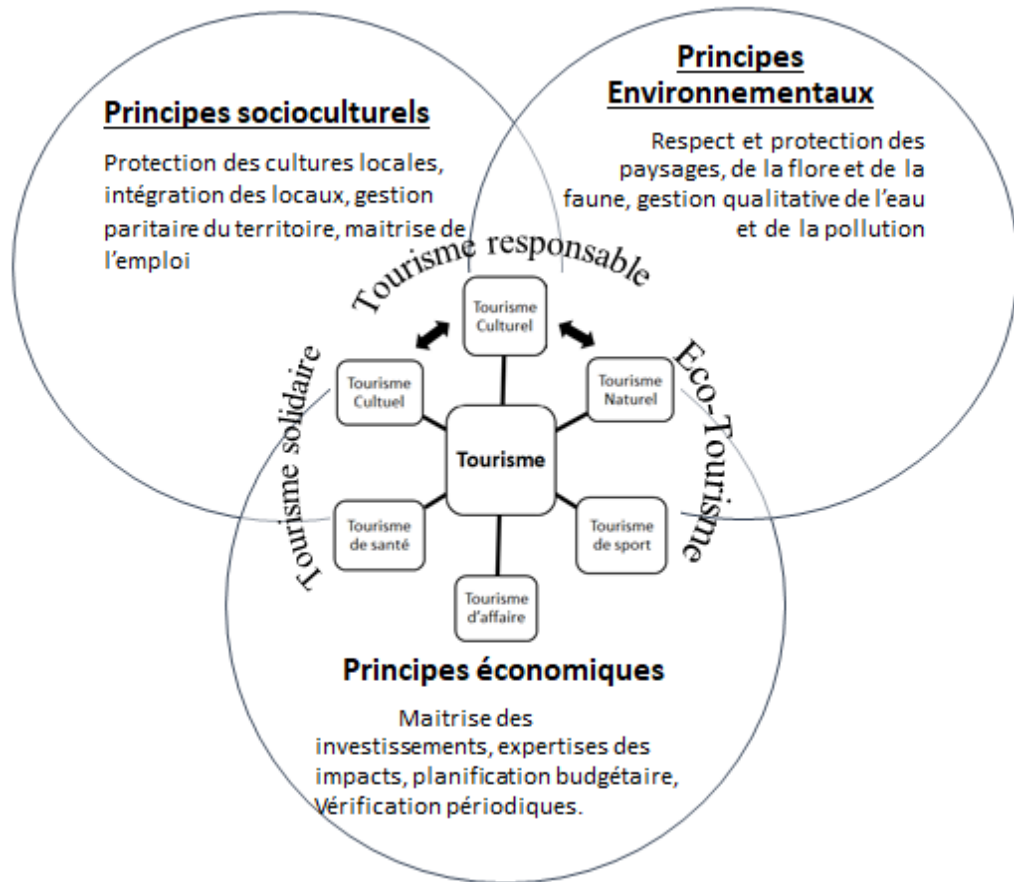 Principes socioculturels
Protection des cultures locales,
intégration des locaux, gestion
paritaire du territoire, maitrise de
l'emploi
Principes
Environnementaux
Respect et protection des
paysages, de la flore et de la
faune, gestion qualitative de l'eau
et de la pollution
Tourisme responsable
Tourisme solidaire
Eco-Tourisme
Tourisme
Culturel
Tourisme
Cultuel
Tourisme
Naturel
Tourisme
Tourisme
de santé
Tourisme
de sport
Tourisme
d'affaire
Principes économiques
Maitrise des
investissements, expertises des
impacts, planification budgétaire,
Vérification périodiques.